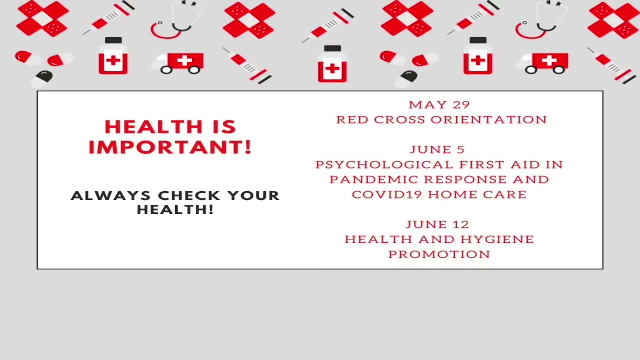 HEALTH IS
IMPORTANT!
ALWAYS CHECK YOUR
HEALTH!
MAY 29
RED CROSS ORIENTATION
JUNE 5
PSYCHOLOGICAL FIRST AID IN
PANDEMIC RESPONSE AND
COVID19 HOME CARE
JUNE 12
HEALTH AND HYGIENE
PROMOTION